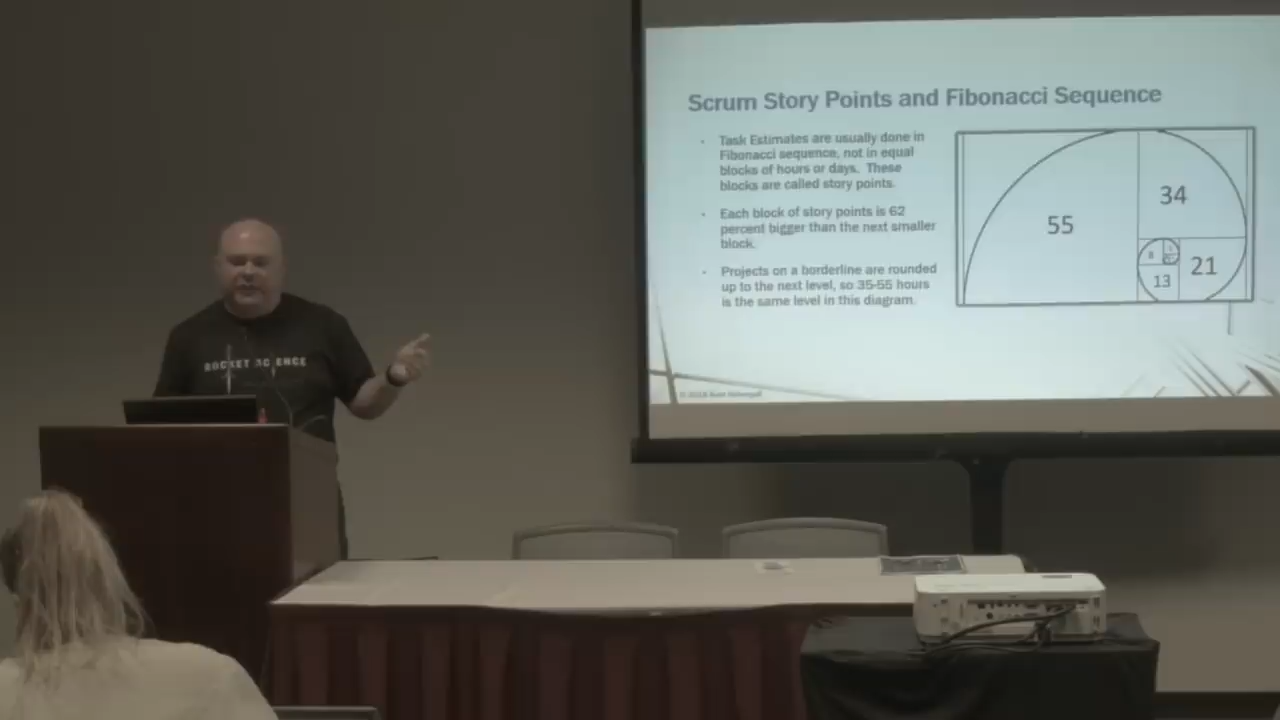 Scrum Story Points and Fibonacci Sequence
Task Estimates are usually done in
Fibonacci sequence, not in equal
blocks of hours or days. These
blocks are called story points.
Each block of story points is 62
percent bigger than the next smaller
block.
Projects on a borderline are rounded
up to the next level, so 35-55 hours
is the same level in this diagram.
55
34
8
13
21
ROCKET SCIENCE